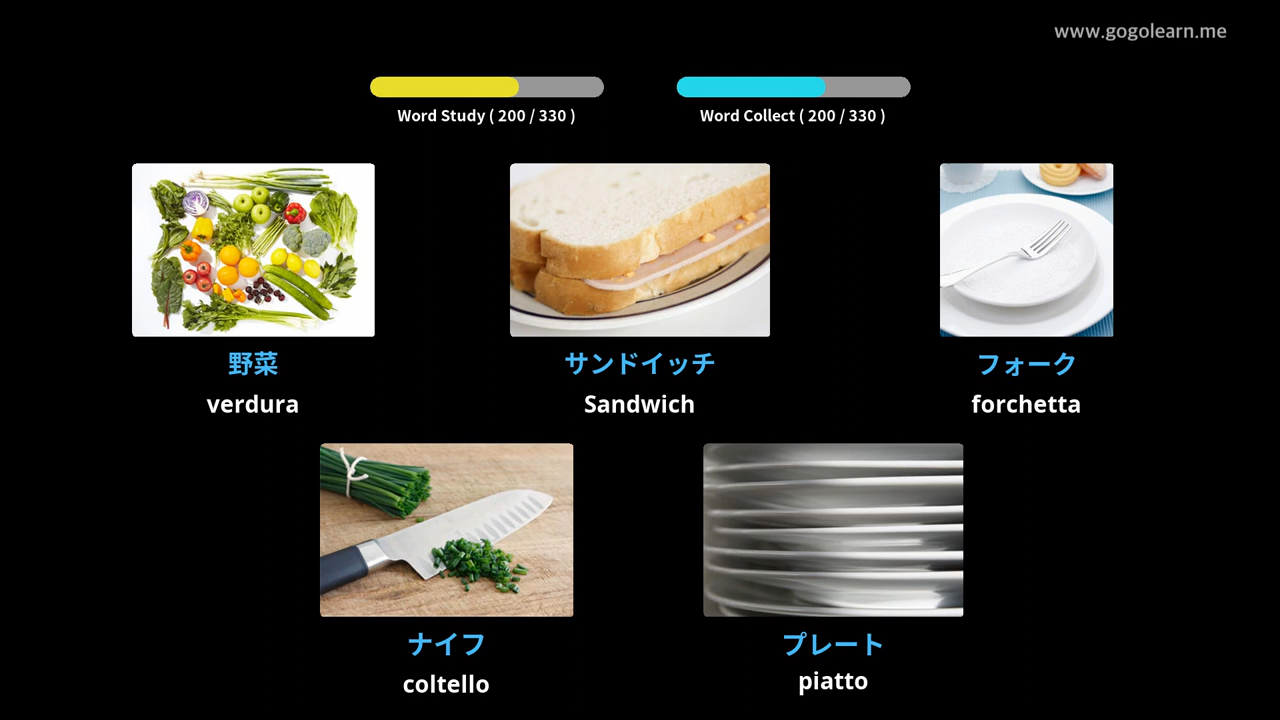 www.gogolearn.me
Word Study ( 200 / 330 )
Word Collect ( 200 / 330 )
野菜
verdura
サンドイッチ
Sandwich
フォーク
forchetta
ナイフ
coltello
プレート
piatto